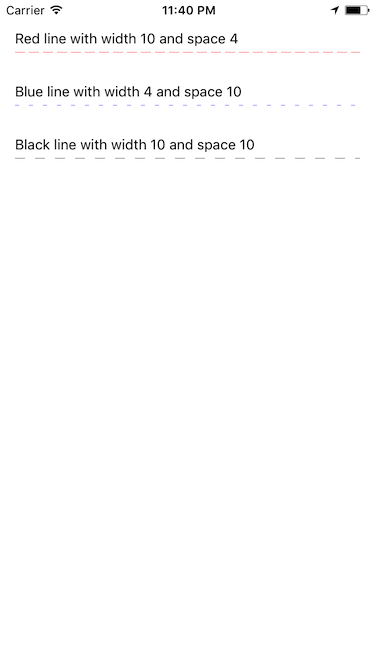 Carrier 11:40 PM
Red line with width 10 and space 4
Blue line with width 4 and space 10
Black line with width 10 and space 10